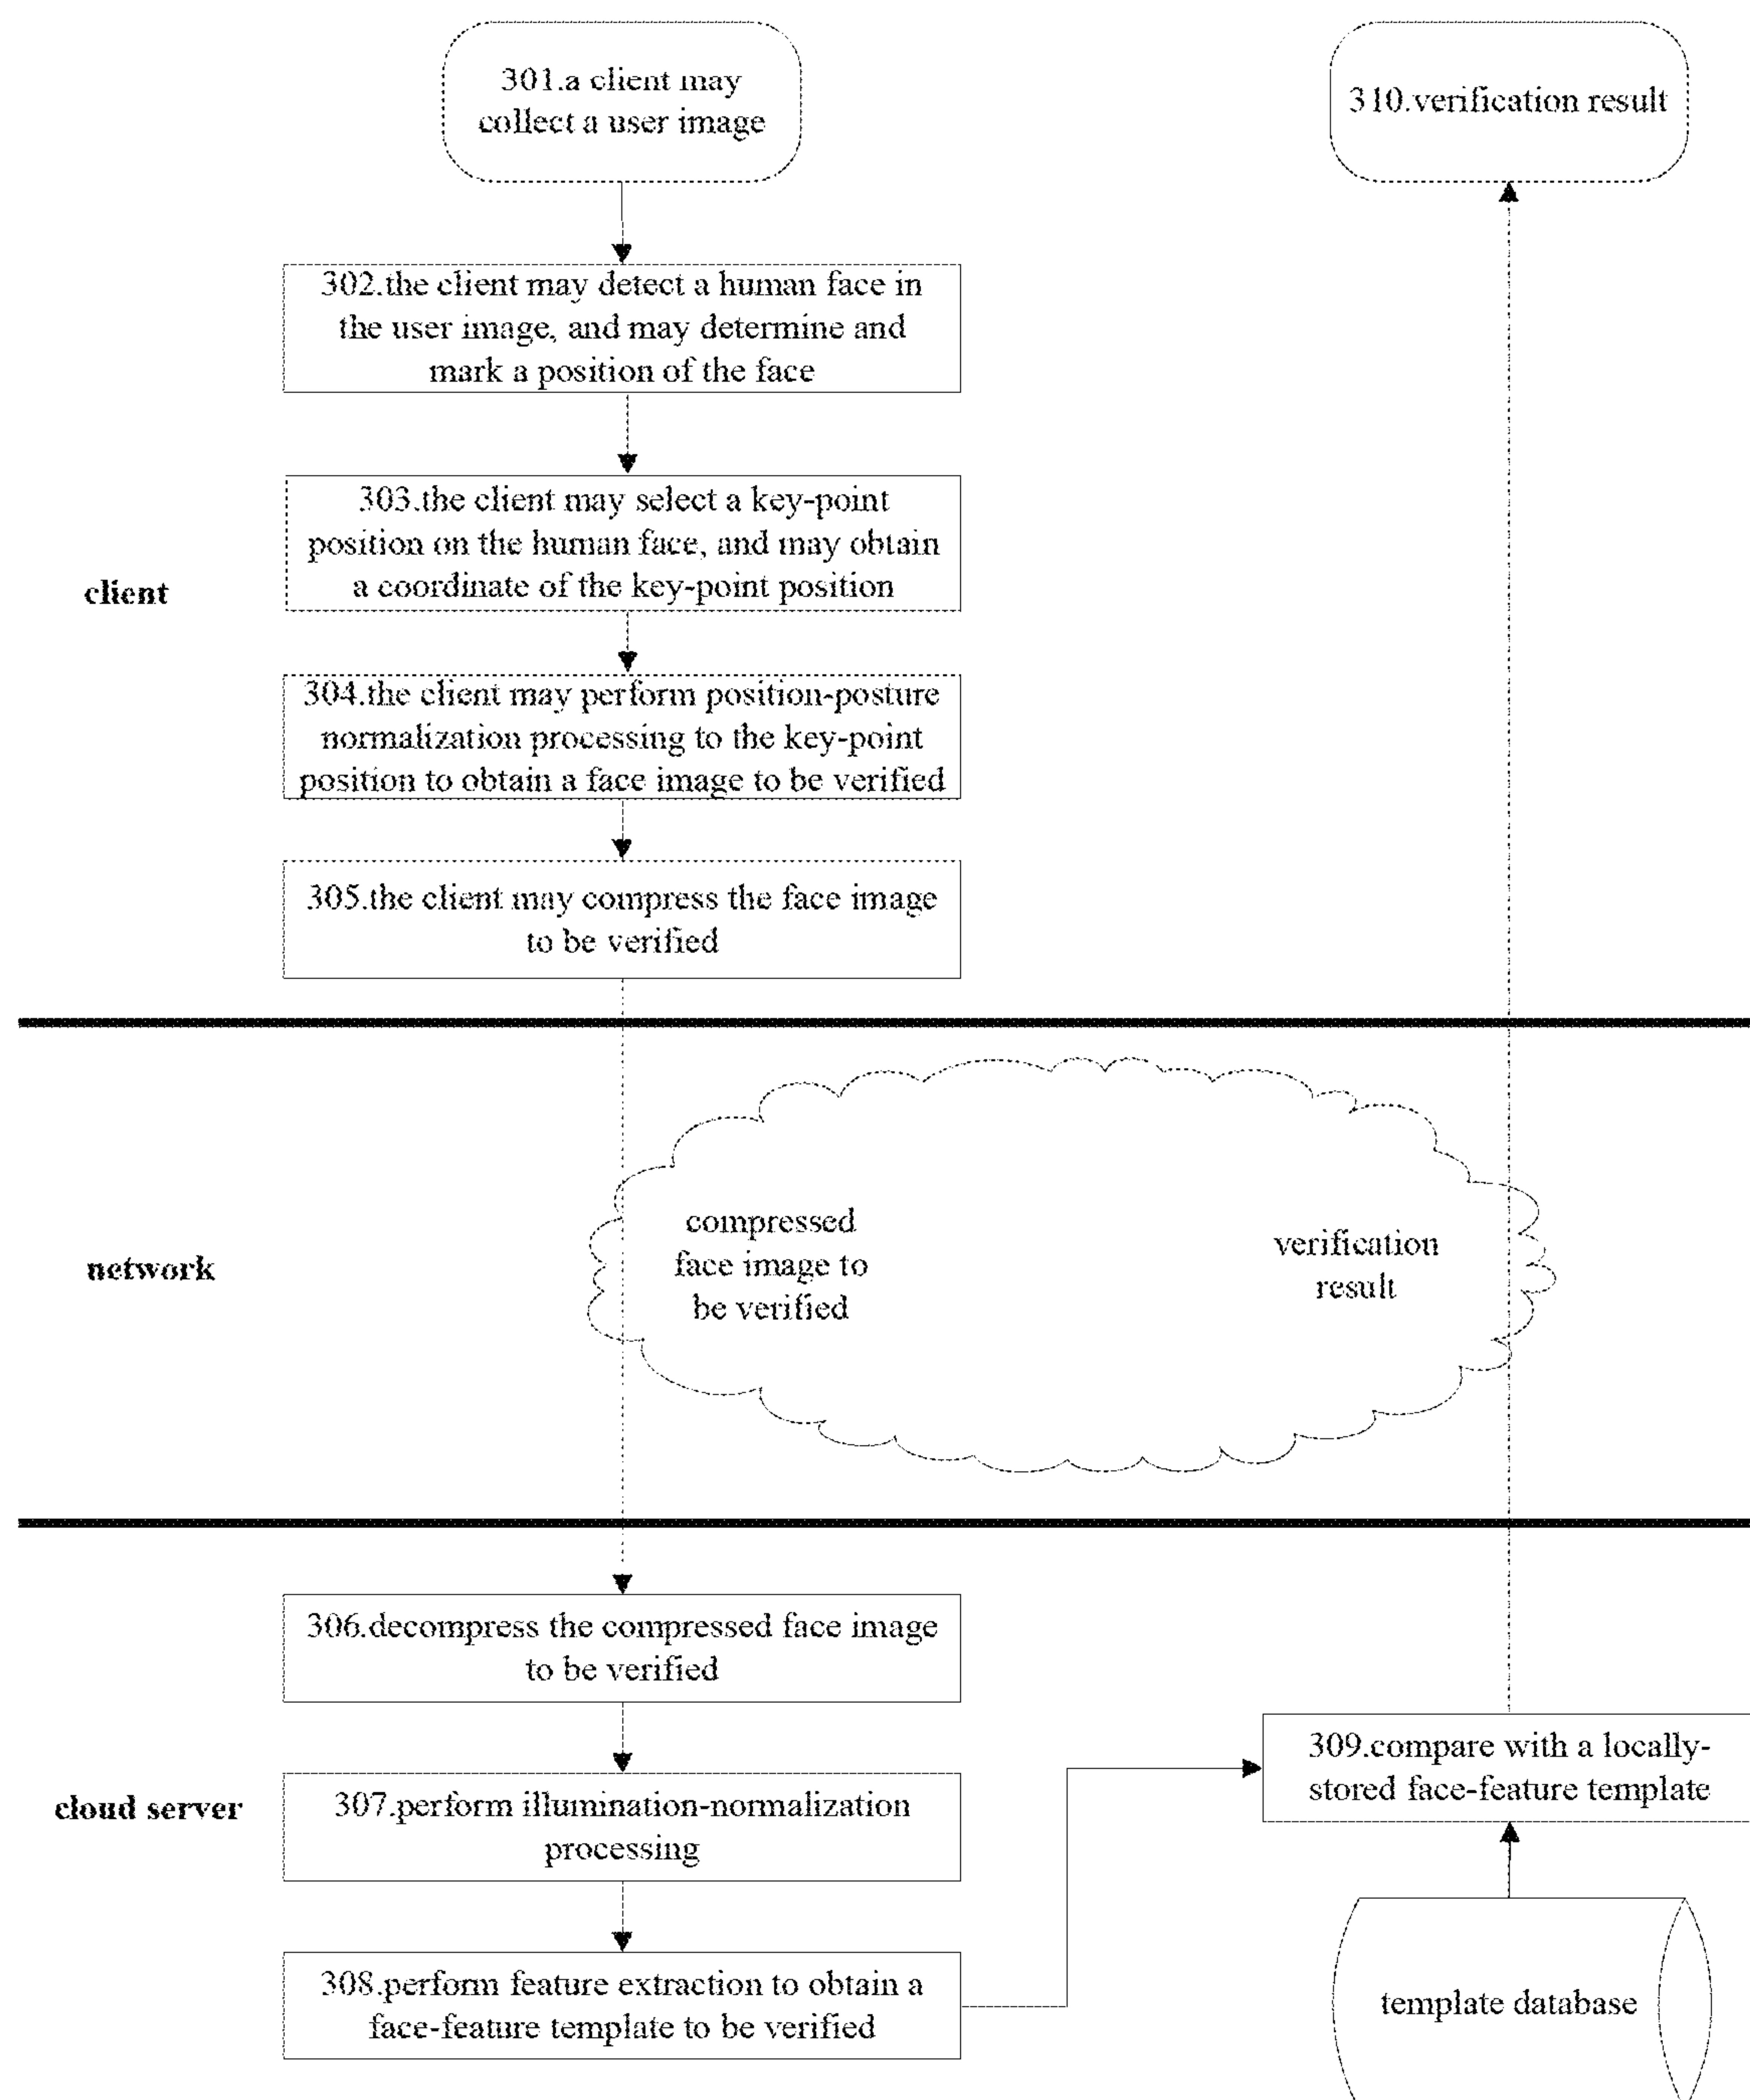 301.a client may
collect a user image
310.verification result
302.the client may detect a human face in
the user image, and may determine and
mark a position of the face
303.the client may select a key-point
position on the human face, and may obtain
a coordinate of the key-point position
client
304.the client may perform position-posture
normalization processing to the key-point
position to obtain a face image to be verified
305.the client may compress the face image
to be verified
network
compressed
face image to
be verified
verification
result
306.decompress the compressed face image
to be verified
cloud server
307.perform illumination-normalization
processing
308.perform feature extraction to obtain a
face-feature template to be verified
309.compare with a locally-
stored face-feature template
template database